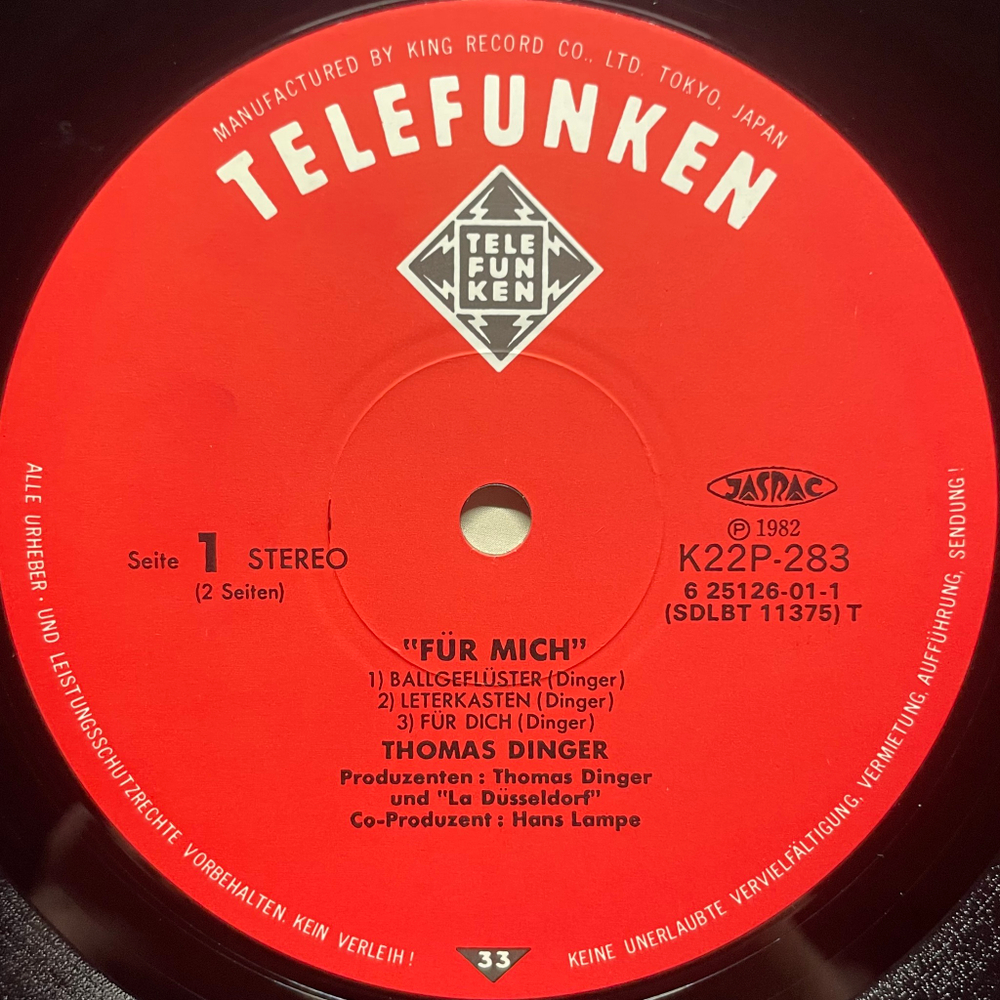 MANUFACTURED BY KING RECORD CO., LTD. TOKYO, JAPAN
TELEFUNKEN
TELE
FUN
KEN
JASRAC
Ⓟ 1982
K22P-283
6 25126-01-1
(SDLBT 11375) T
Seite 1 STEREO
(2 Seiten)
"FÜR MICH"
1) BALLGEFLÜSTER (Dinger)
2) LETERKASTEN (Dinger)
3) FÜR DICH (Dinger)
THOMAS DINGER
Produzenten : Thomas Dinger
und "La Düsseldorf"
Co-Produzent : Hans Lampe
ALLE URHEBER- UND LEISTUNGSSCHUTZRECHTE VORBEHALTEN. KEIN VERLEIH!
KEINE UNERLAUBTE VERVIELFÄLTIGUNG, VERMIETUNG, AUFFÜHRUNG, SENDUNG!
33